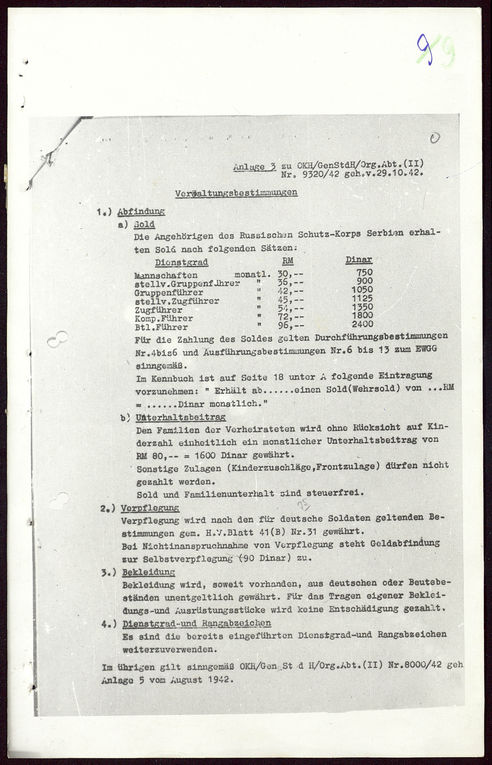 99
0
Anlage 3 zu OKH/GenStdH/Org.Abt.(II)
Nr. 9320/42 geh.v.29.10.42.
Verwaltungsbestimmungen
1.) Abfindung
a) Sold
Die Angehörigen des Russischen Schutz-Korps Serbien erhal-
ten Sold nach folgenden Sätzen:
Dienstgrad RM Dinar
Mannschaften monatl. 30,-- 750
stellv.Gruppenführer " 36,-- 900
Gruppenführer " 42,-- 1050
stellv.Zugführer " 45,-- 1125
Zugführer " 54,-- 1350
Komp.Führer " 72,-- 1800
Btl.Führer " 96,-- 2400
Für die Zahlung des Soldes gelten Durchführungsbestimmungen
Nr.4bis6 und Ausführungsbestimmungen Nr.6 bis 13 zum EWGG
sinngemäß.
Im Kennbuch ist auf Seite 18 unter A folgende Eintragung
vorzunehmen: " Erhält ab......einen Sold(Wehrsold) von ...RM
= ......Dinar monatlich."
b) Unterhaltsbeitrag
Den Familien der Verheirateten wird ohne Rücksicht auf Kin-
derzahl einheitlich ein monatlicher Unterhaltsbeitrag von
RM 80,-- = 1600 Dinar gewährt.
Sonstige Zulagen (Kinderzuschläge,Frontzulage) dürfen nicht
gezahlt werden.
Sold und Familienunterhalt sind steuerfrei.
2.) Verpflegung
Verpflegung wird nach den für deutsche Soldaten geltenden Be-
stimmungen gem. H.V.Blatt 41(B) Nr.31 gewährt.
Bei Nichtinanspruchnahme von Verpflegung steht Geldabfindung
zur Selbstverpflegung (90 Dinar) zu.
3.) Bekleidung
Bekleidung wird, soweit vorhanden, aus deutschen oder Beutebe-
ständen unentgeltlich gewährt. Für das Tragen eigener Beklei-
dungs-und Ausrüstungsstücke wird keine Entschädigung gezahlt.
4.) Dienstgrad-und Rangabzeichen
Es sind die bereits eingeführten Dienstgrad-und Rangabzeichen
weiterzuverwenden.
Im übrigen gilt sinngemäß OKH/Gen St d H/Org.Abt.(II) Nr.8000/42 geh
Anlage 5 vom August 1942.